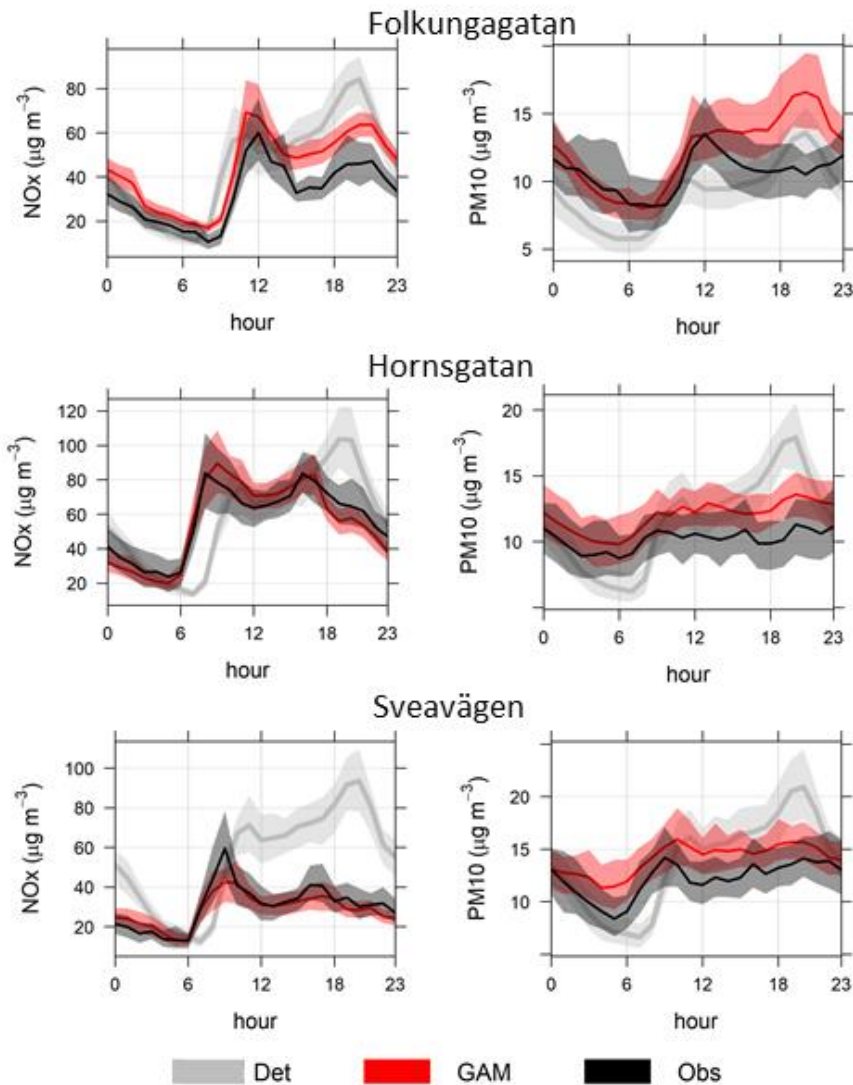 Folkungagatan
NOx (μg m⁻³)
80
60
40
20
0 6 12 18 23
hour
PM10 (μg m⁻³)
15
10
5
0 6 12 18 23
hour
Hornsgatan
NOx (μg m⁻³)
120
100
80
60
40
20
0 6 12 18 23
hour
PM10 (μg m⁻³)
20
15
10
0 6 12 18 23
hour
Sveavägen
NOx (μg m⁻³)
100
80
60
40
20
0 6 12 18 23
hour
PM10 (μg m⁻³)
20
15
10
0 6 12 18 23
hour
Det GAM Obs